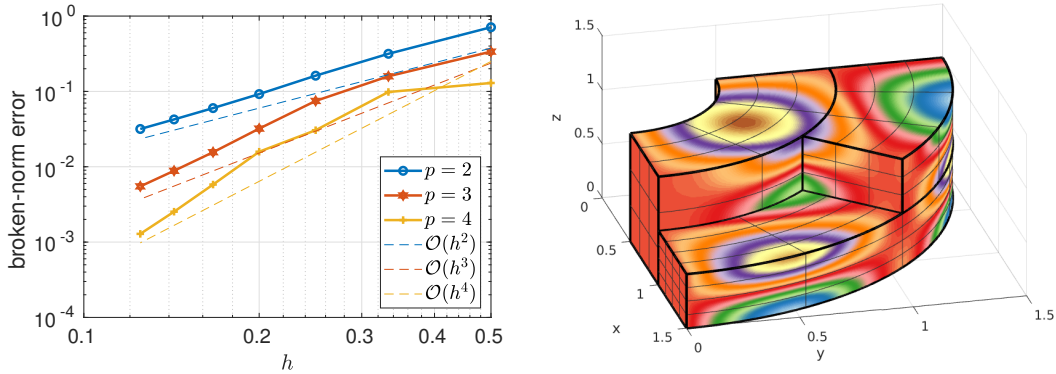 10^0
10^-1
10^-2
10^-3
10^-4
broken-norm error
0.1
0.2
0.3
0.4
0.5
h
p = 2
p = 3
p = 4
O(h^2)
O(h^3)
O(h^4)
1.5
1
0.5
0
z
0
0.5
1
1.5
x
0
0.5
1
1.5
y